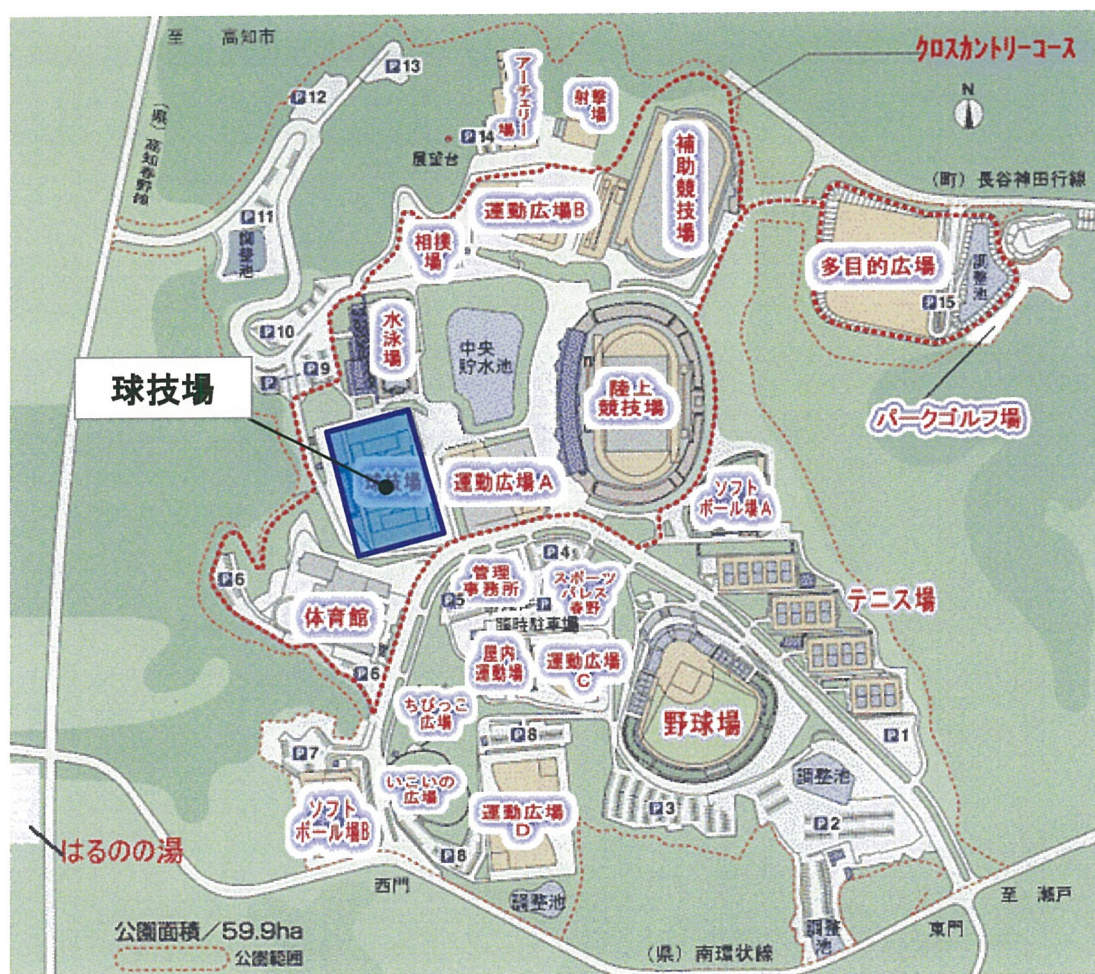 至 高知市
クロスカントリーコース
P13
P12
アーチェリー場
射撃場
N
(県)高知春野線
P14
展望台
補助競技場
(町)長谷神田行線
運動広場B
P11
調整池
相撲場
多目的広場
調整池
P15
P10
水泳場
中央
貯水池
P9
P
球技場
陸上
競技場
パークゴルフ場
球技場
運動広場A
ソフト
ボール場A
P4
管理
事務所
スポーツ
パレス
春野
P6
P5
P
体育館
臨時駐車場
テニス場
屋内
運動場
運動広場
C
P6
ちびっこ
広場
野球場
P8
P1
P7
いこいの
広場
調整池
ソフト
ボール場B
運動広場
D
P3
P2
はるのの湯
P8
西門
調整池
至 瀬戸
東門
調整池
公園面積/59.9ha
公園範囲
(県)南環状線